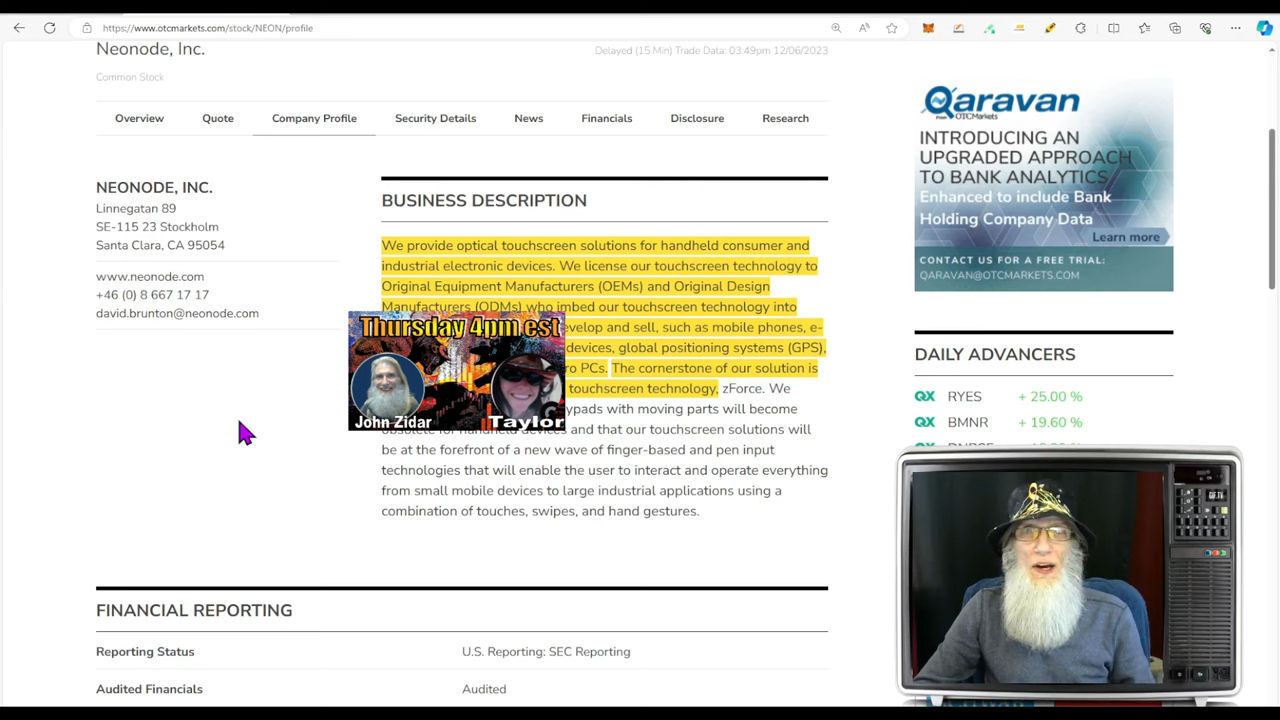 https://www.otcmarkets.com/stock/NEON/profile
Neonode, Inc.
Delayed (15 Min) Trade Data: 03:49pm 12/06/2023
Common Stock
Overview
Quote
Company Profile
Security Details
News
Financials
Disclosure
Research
NEONODE, INC.
Linnegatan 89
SE-115 23 Stockholm
Santa Clara, CA 95054
www.neonode.com
+46 (0) 8 667 17 17
david.brunton@neonode.com
BUSINESS DESCRIPTION
We provide optical touchscreen solutions for handheld consumer and
industrial electronic devices. We license our touchscreen technology to
Original Equipment Manufacturers (OEMs) and Original Design
Manufacturers (ODMs) who imbed our touchscreen technology into
evelop and sell, such as mobile phones, e-
devices, global positioning systems (GPS),
ro PCs. The cornerstone of our solution is
touchscreen technology, zForce. We
ypads with moving parts will become
obsolete for handheld devices and that our touchscreen solutions will
be at the forefront of a new wave of finger-based and pen input
technologies that will enable the user to interact and operate everything
from small mobile devices to large industrial applications using a
combination of touches, swipes, and hand gestures.
Thursday 4pm est
John Zidar
Taylor
FINANCIAL REPORTING
Reporting Status
U.S. Reporting: SEC Reporting
Audited Financials
Audited
Qaravan
From OTCMarkets
INTRODUCING AN
UPGRADED APPROACH
TO BANK ANALYTICS
Enhanced to include Bank
Holding Company Data
Learn more
CONTACT US FOR A FREE TRIAL:
QARAVAN@OTCMARKETS.COM
DAILY ADVANCERS
QX RYES + 25.00 %
QX BMNR + 19.60 %